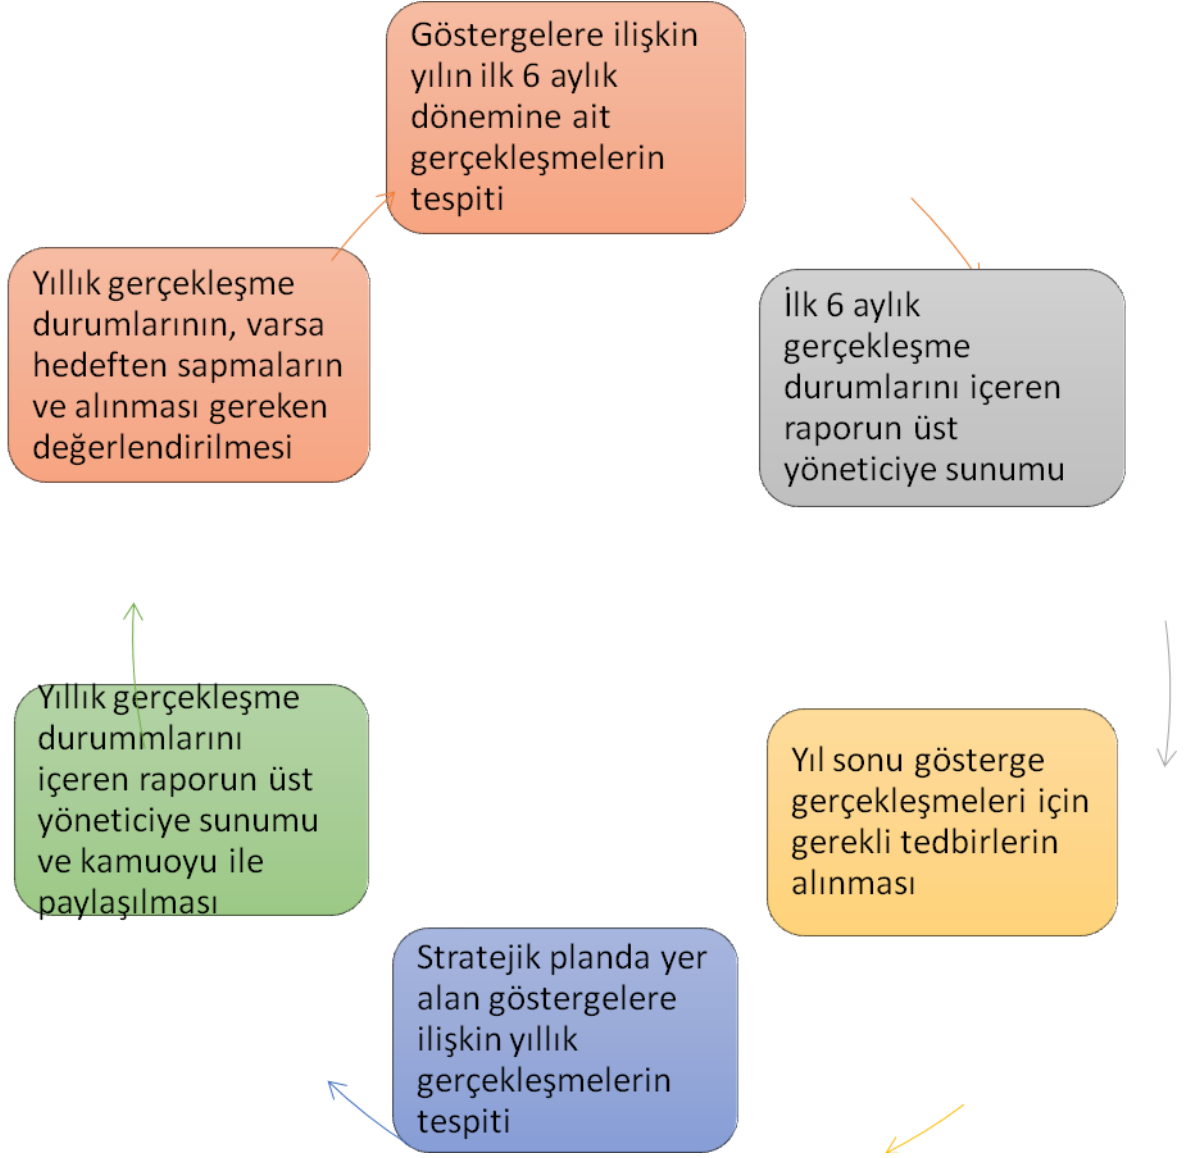 Göstergelere ilişkin
yılın ilk 6 aylık
dönemine ait
gerçekleşmelerin
tespiti
İlk 6 aylık
gerçekleşme
durumlarını içeren
raporun üst
yöneticiye sunumu
Yıl sonu gösterge
gerçekleşmeleri için
gerekli tedbirlerin
alınması
Stratejik planda yer
alan göstergelere
ilişkin yıllık
gerçekleşmelerin
tespiti
Yıllık gerçekleşme
durummlarını
içeren raporun üst
yöneticiye sunumu
ve kamuoyu ile
paylaşılması
Yıllık gerçekleşme
durumlarının, varsa
hedeften sapmaların
ve alınması gereken
değerlendirilmesi